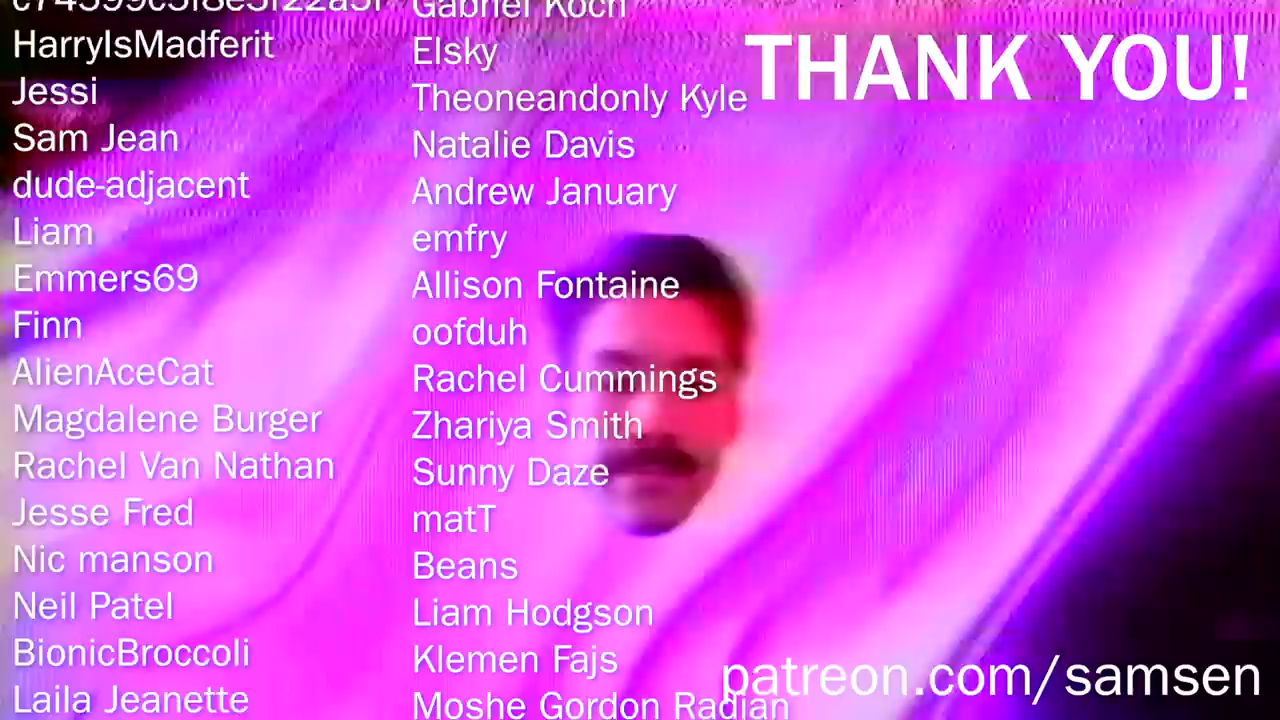 HarryIsMadferit
Jessi
Sam Jean
dude-adjacent
Liam
Emmers69
Finn
AlienAceCat
Magdalene Burger
Rachel Van Nathan
Jesse Fred
Nic manson
Neil Patel
BionicBroccoli
Laila Jeanette
Gabriel Koch
Elsky
Theoneandonly Kyle
Natalie Davis
Andrew January
emfry
Allison Fontaine
oofduh
Rachel Cummings
Zhariya Smith
Sunny Daze
matT
Beans
Liam Hodgson
Klemen Fajs
Moshe Gordon Radian
THANK YOU!
patreon.com/samsen